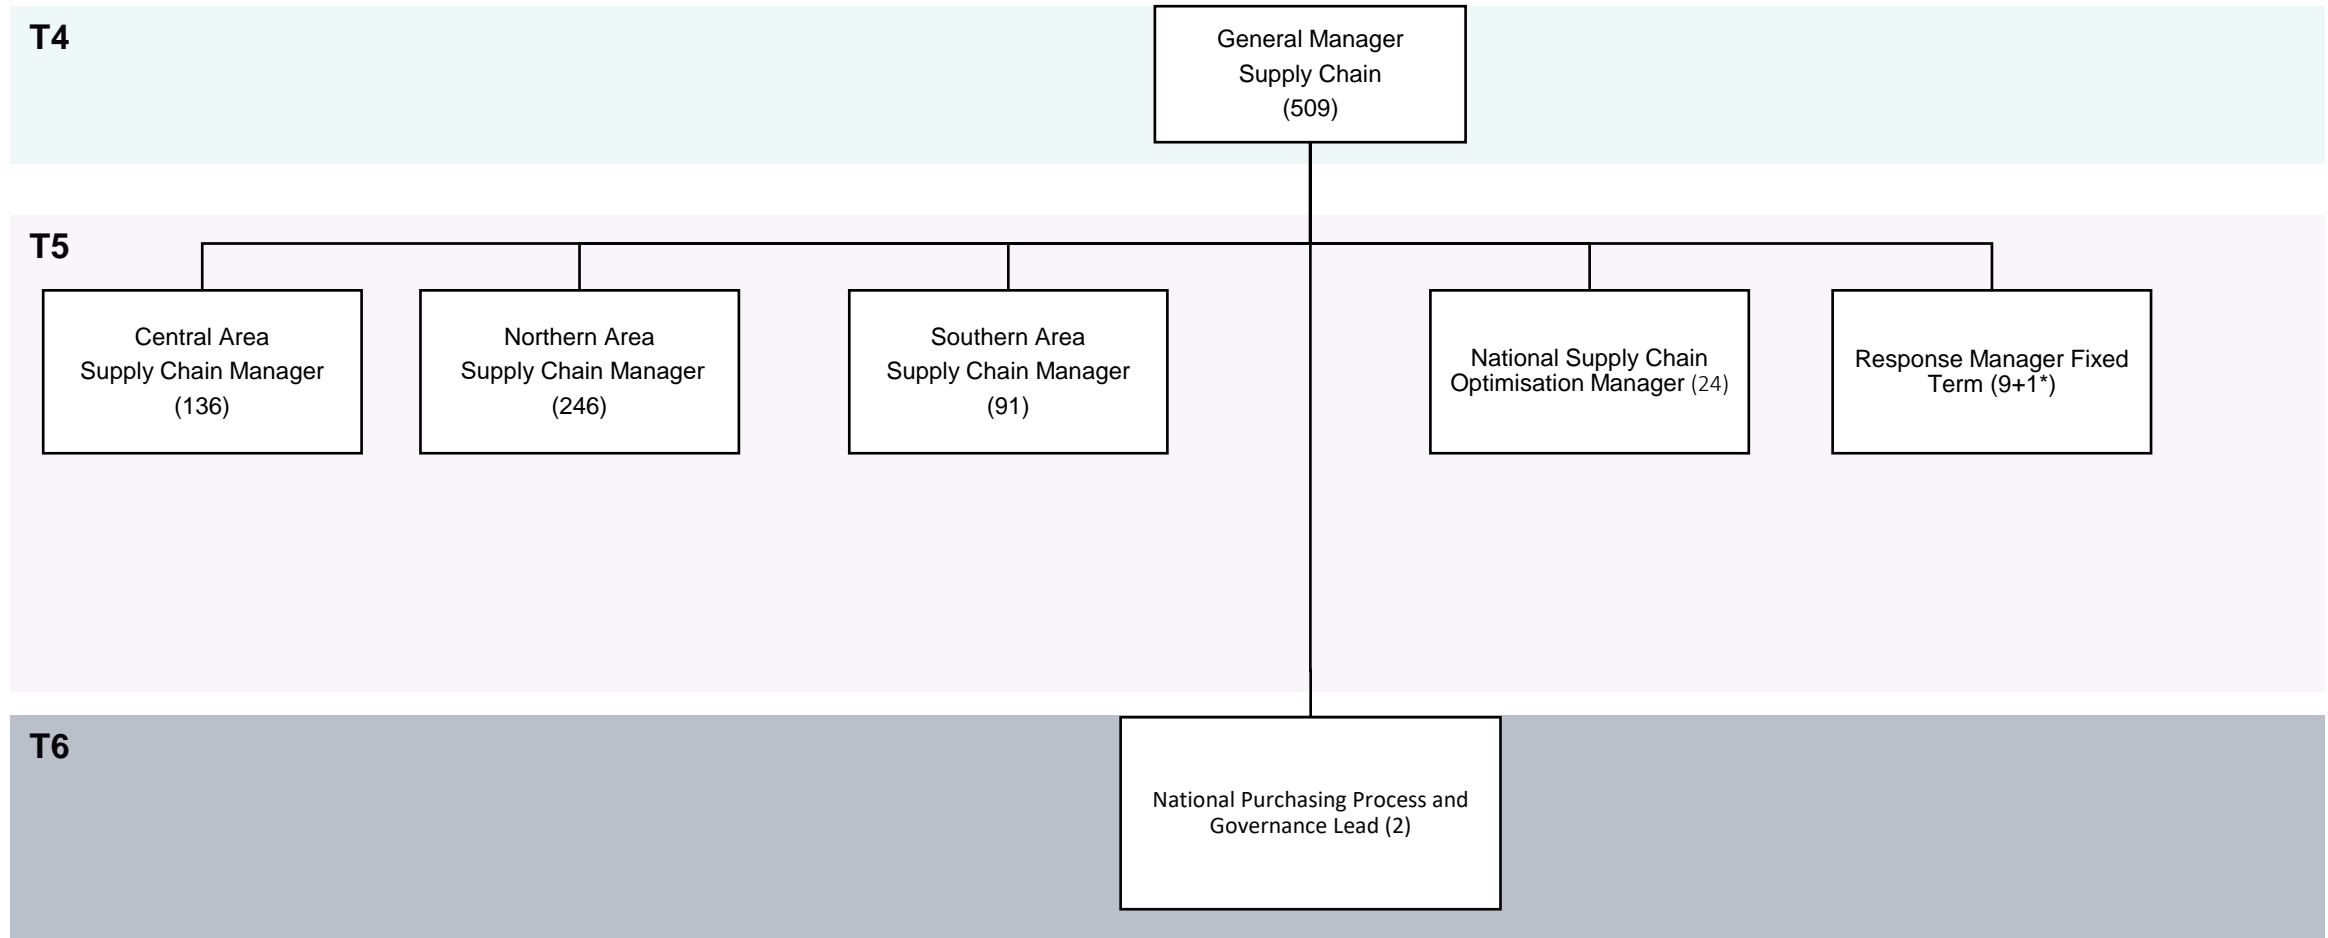 T4
General Manager
Supply Chain
(509)
T5
Central Area
Supply Chain Manager
(136)
Northern Area
Supply Chain Manager
(246)
Southern Area
Supply Chain Manager
(91)
National Supply Chain
Optimisation Manager (24)
Response Manager Fixed
Term (9+1*)
T6
National Purchasing Process and
Governance Lead (2)